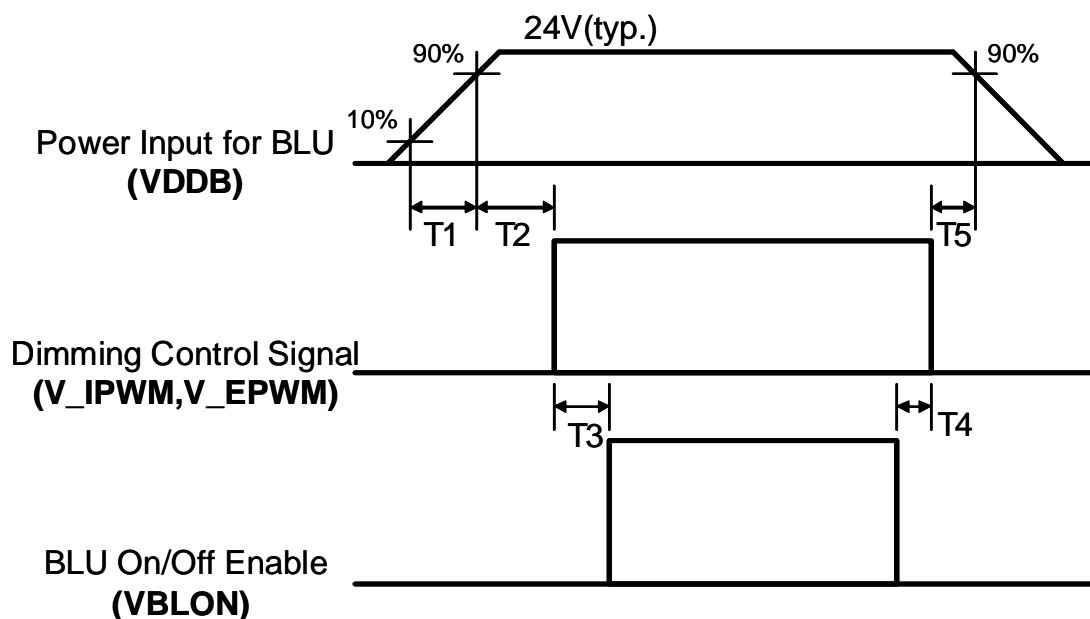 24V(typ.)
90%
90%
10%
Power Input for BLU
(VDDB)
T1
T2
T5
Dimming Control Signal
(V_IPWM,V_EPWM)
T3
T4
BLU On/Off Enable
(VBLON)